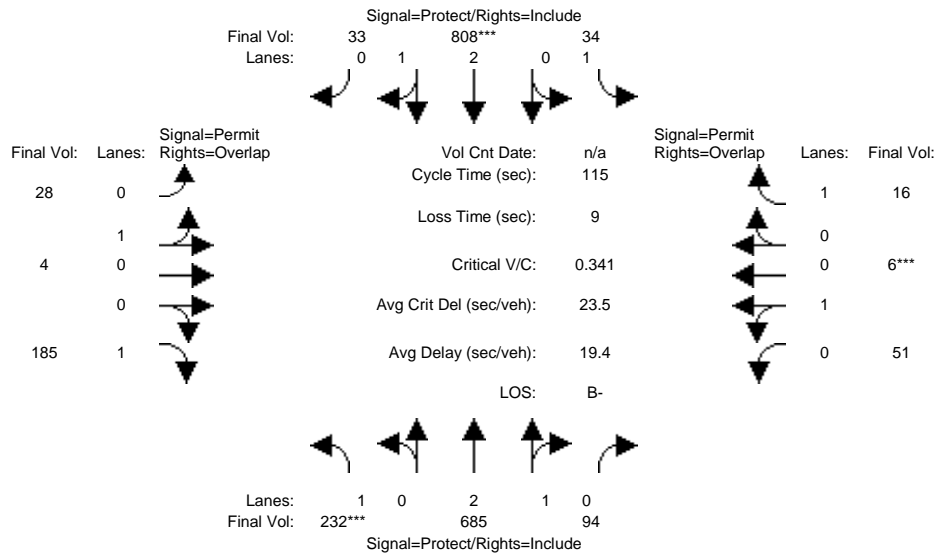 Signal=Protect/Rights=Include
Final Vol: 33 808*** 34
Lanes: 0 1 2 0 1
Signal=Permit Signal=Permit
Final Vol: Lanes: Rights=Overlap Vol Cnt Date: n/a Rights=Overlap Lanes: Final Vol:
Cycle Time (sec): 115
28 0 1 16
Loss Time (sec): 9
1 0
4 0 Critical V/C: 0.341 0 6***
0 Avg Crit Del (sec/veh): 23.5 1
185 1 Avg Delay (sec/veh): 19.4 0 51
LOS: B-
Lanes: 1 0 2 1 0
Final Vol: 232*** 685 94
Signal=Protect/Rights=Include